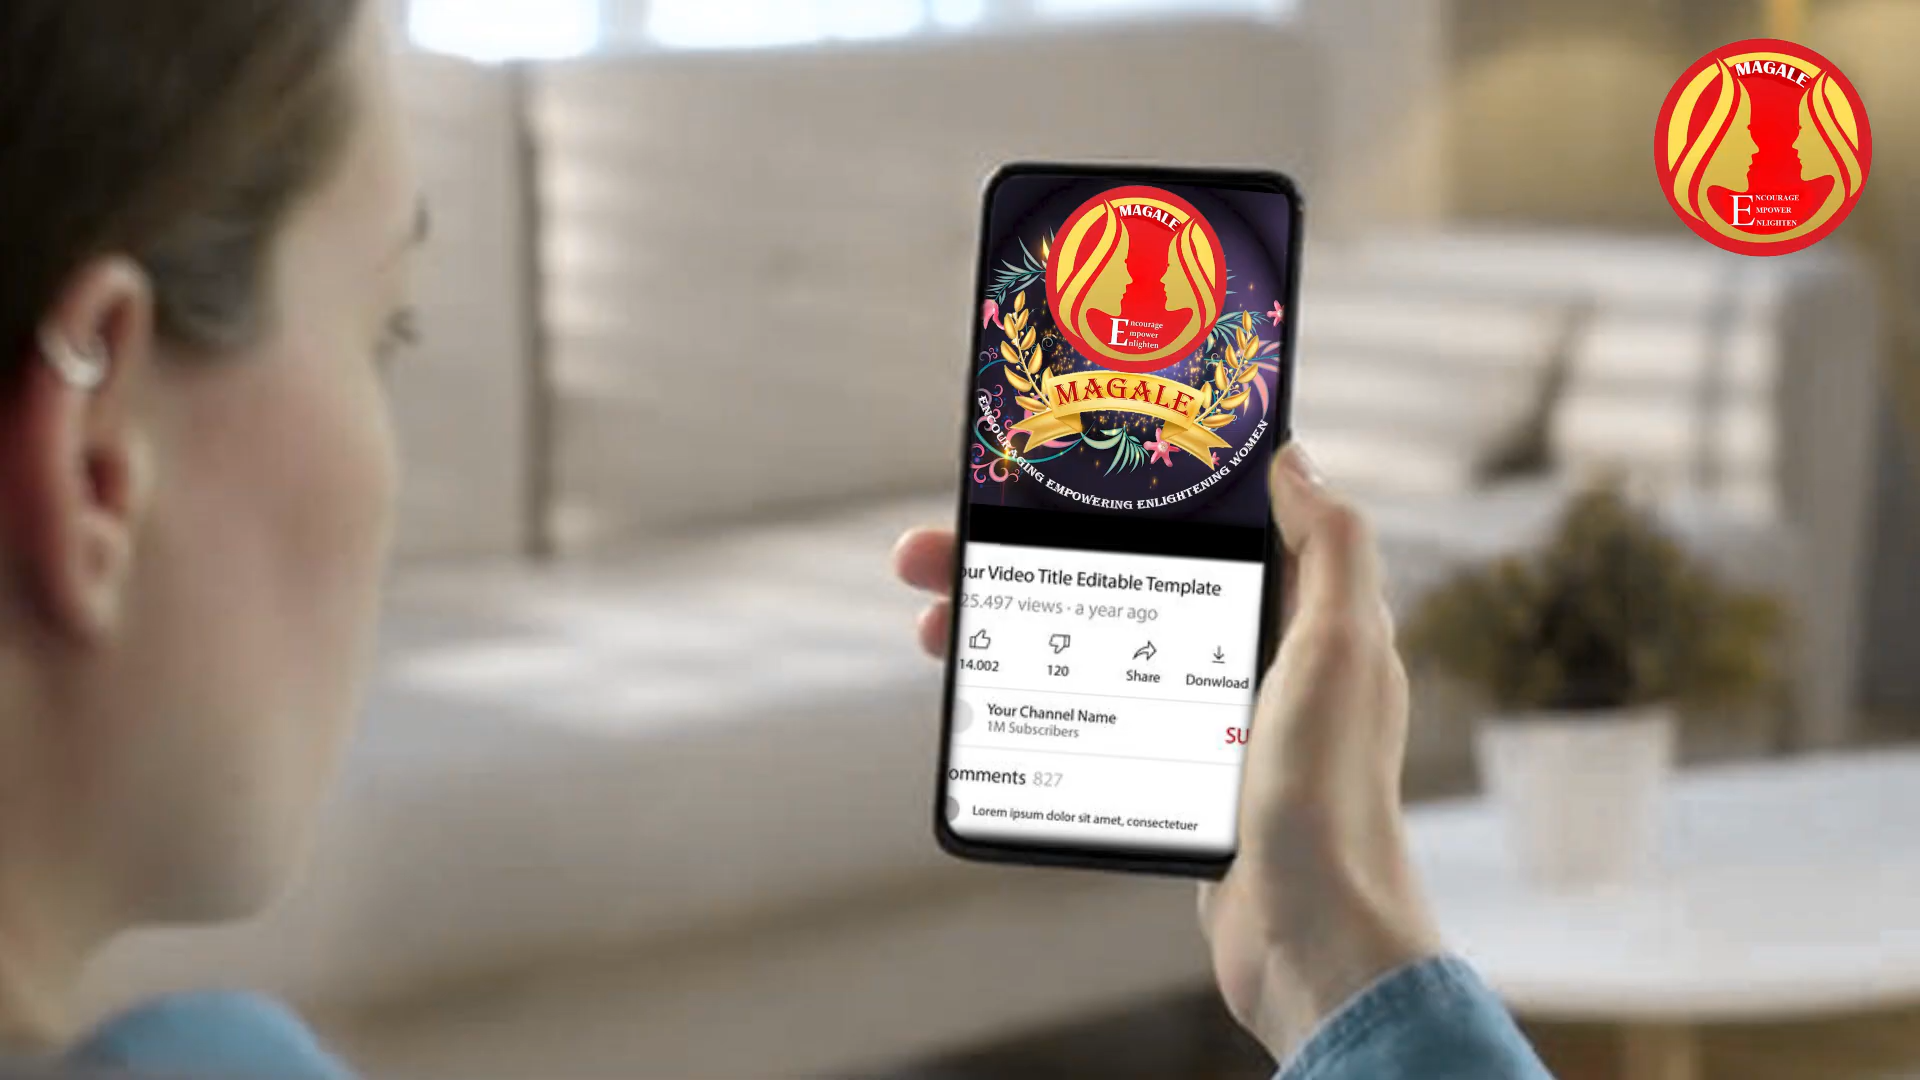 MAGALE
Encourage
Empower
Enlighten
MAGALE
ENCOURAGING EMPOWERING ENLIGHTENING WOMEN
our Video Title Editable Template
25.497 views · a year ago
14.002
120
Share
Donwload
Your Channel Name
1M Subscribers
SU
omments 827
Lorem ipsum dolor sit amet, consectetuer
MAGALE
ENCOURAGE
EMPOWER
ENLIGHTEN